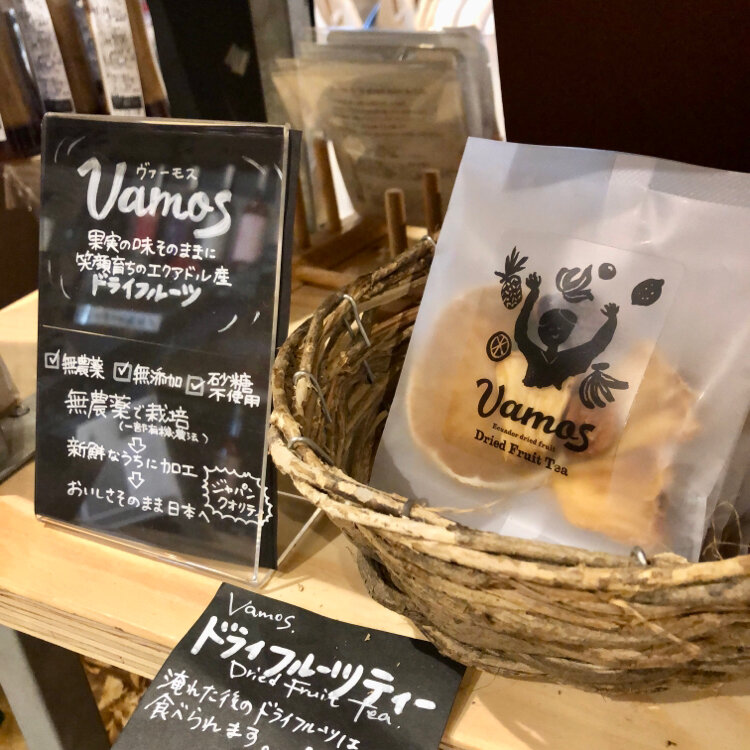 ヴァーモス
Vamos
果実の味そのままに
笑顔育ちのエクアドル産
ドライフルーツ
☑無農薬 ☑無添加 ☑砂糖不使用
無農薬で栽培
(一部有機農法)
新鮮なうちに加工
おいしさそのまま日本へ
ジャパン
クオリティ
Vamos
Ecuador dried fruit
Dried Fruit Tea
Vamos.
ドライフルーツティー
Dried Fruit Tea.
淹れた後のドライフルーツは
食べられます